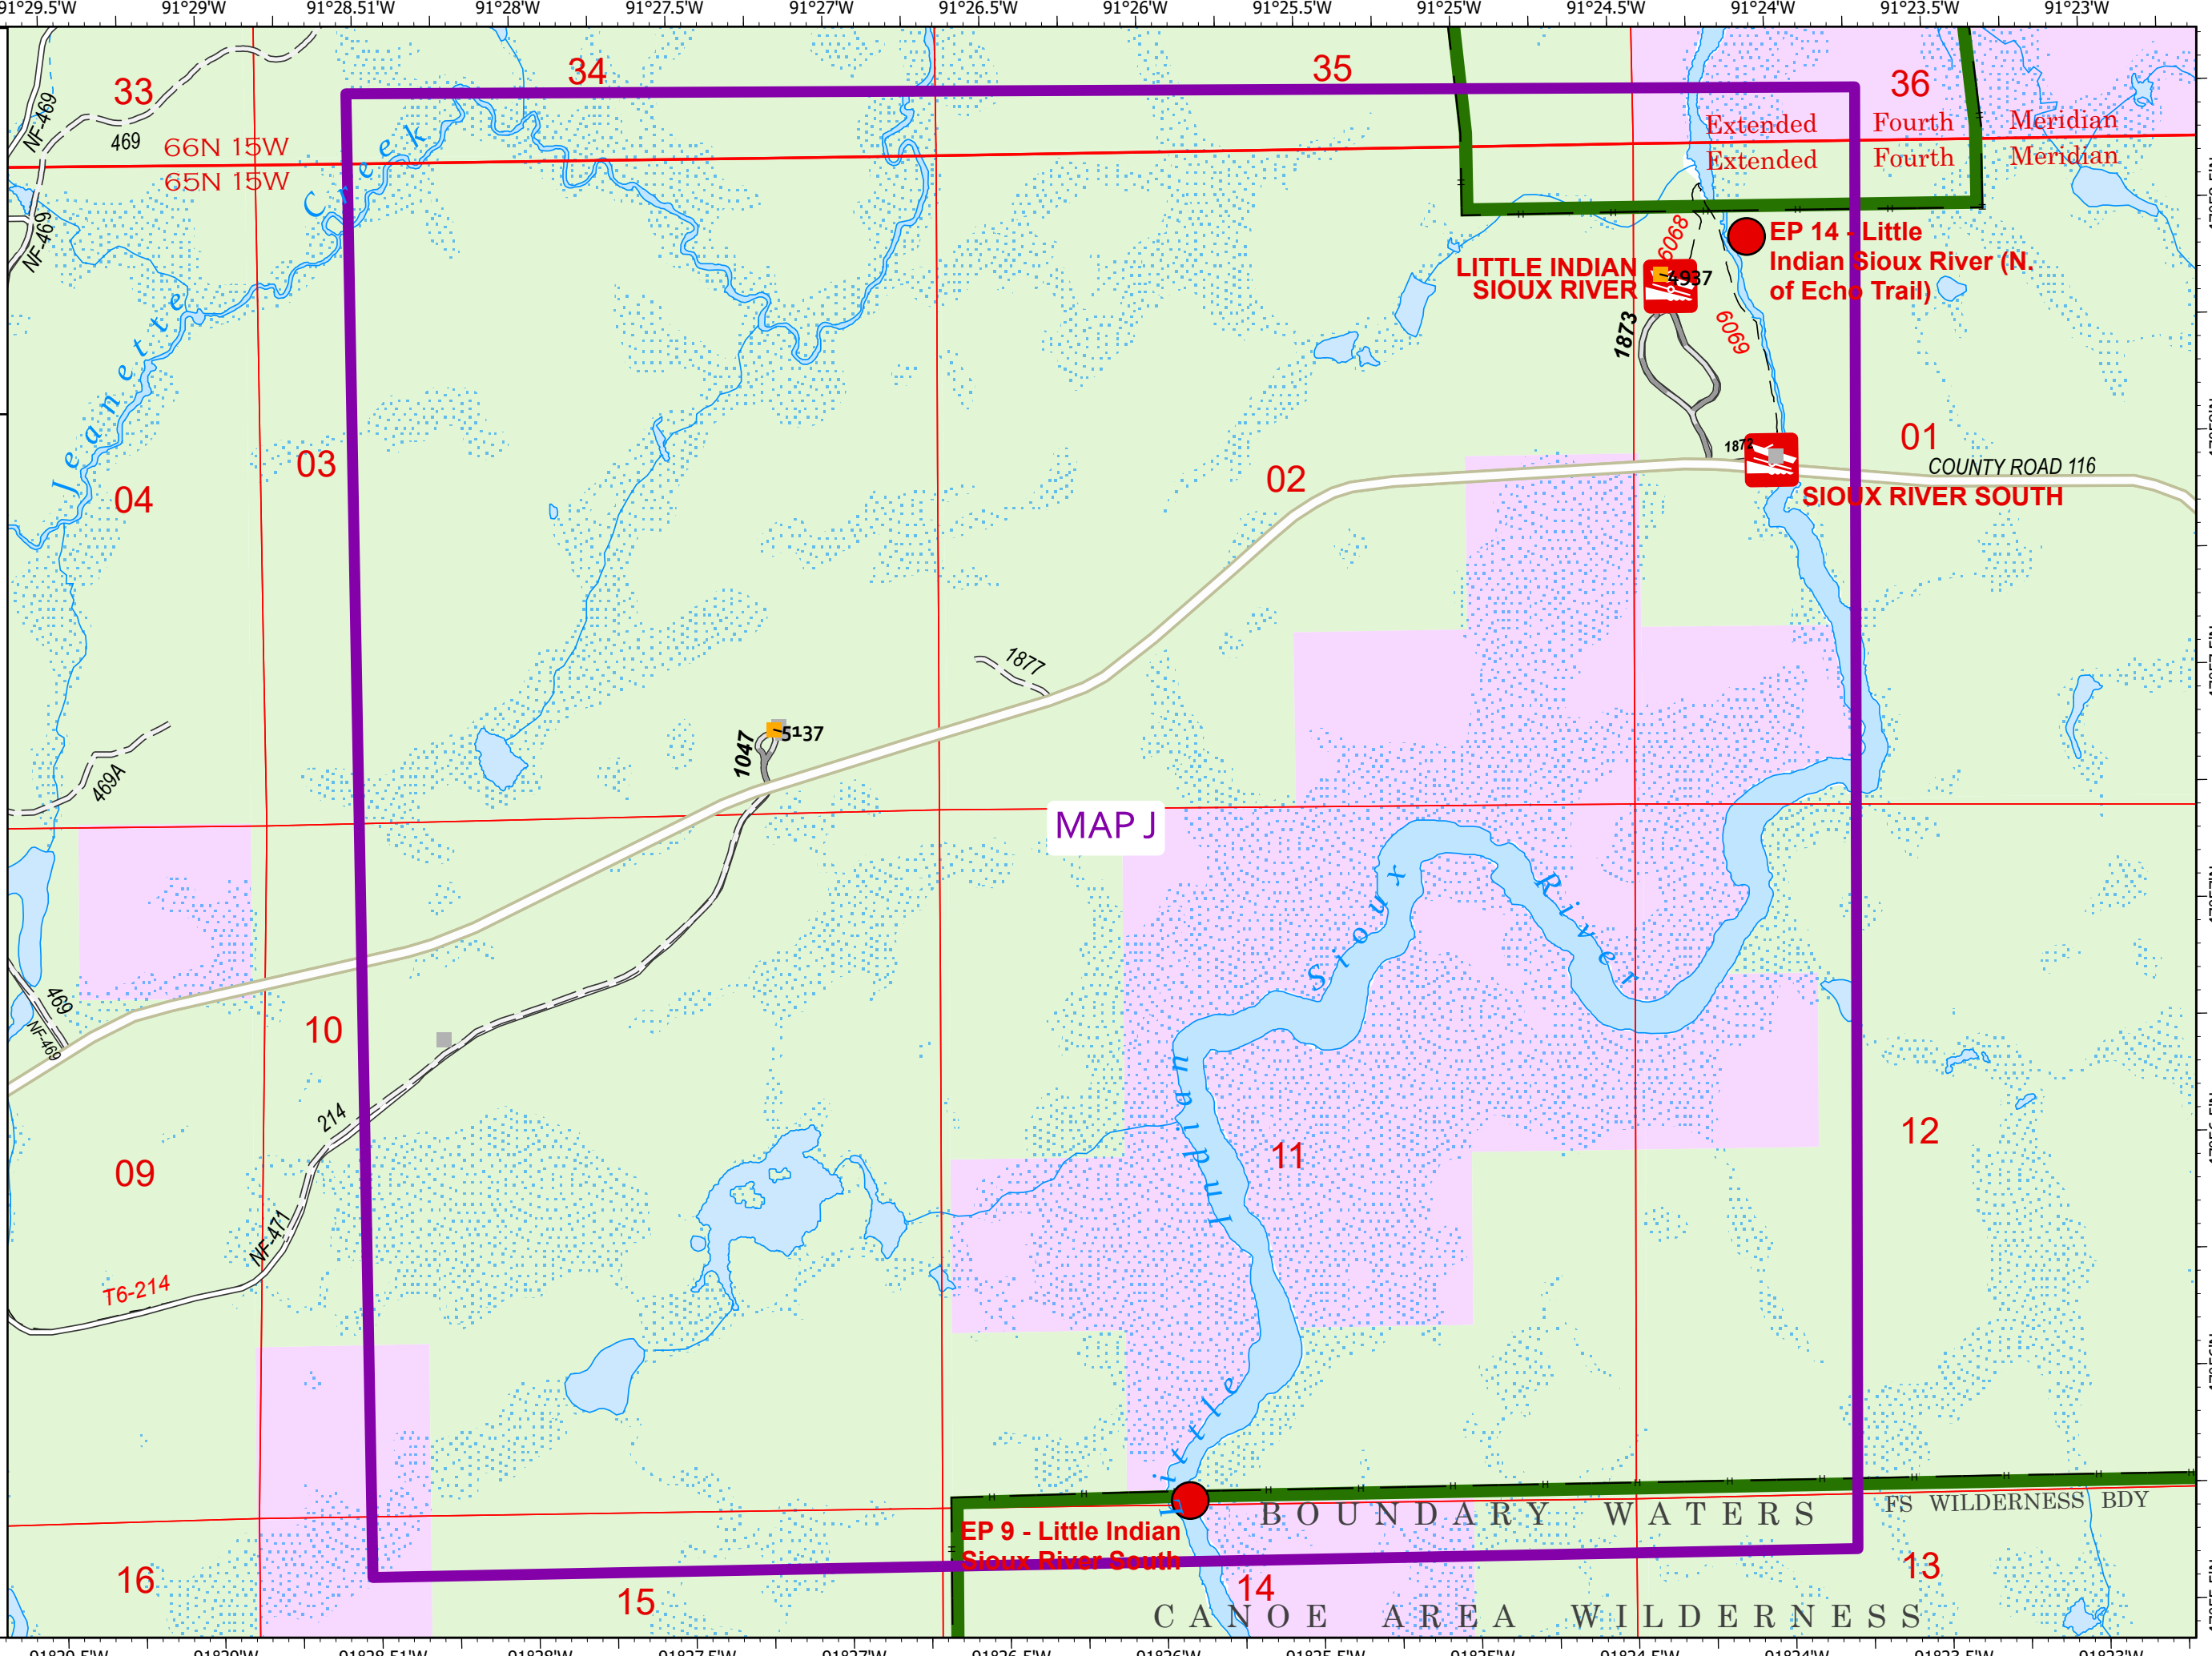 91°29.5'W 91°29'W 91°28.51'W 91°28'W 91°27.5'W 91°27'W 91°26.5'W 91°26'W 91°25.5'W 91°25'W 91°24.5'W 91°24'W 91°23.5'W 91°23'W
33
34
35
36
NF-469
469
66N 15W
65N 15W
Extended Fourth Meridian
Extended Fourth Meridian
Jeanette Creek
NF-469
6068
EP 14 - Little
Indian Sioux River (N.
of Echo Trail)
LITTLE INDIAN
SIOUX RIVER
4937
1873
6069
03
04
02
01
1872
COUNTY ROAD 116
SIOUX RIVER SOUTH
1877
5137
1047
469A
MAP J
469
NF-469
10
214
09
NF-471
T6-214
11
12
Little Indian Sioux River
BOUNDARY WATERS
FS WILDERNESS BDY
EP 9 - Little Indian
Sioux River South
16
15
14
13
CANOE AREA WILDERNESS